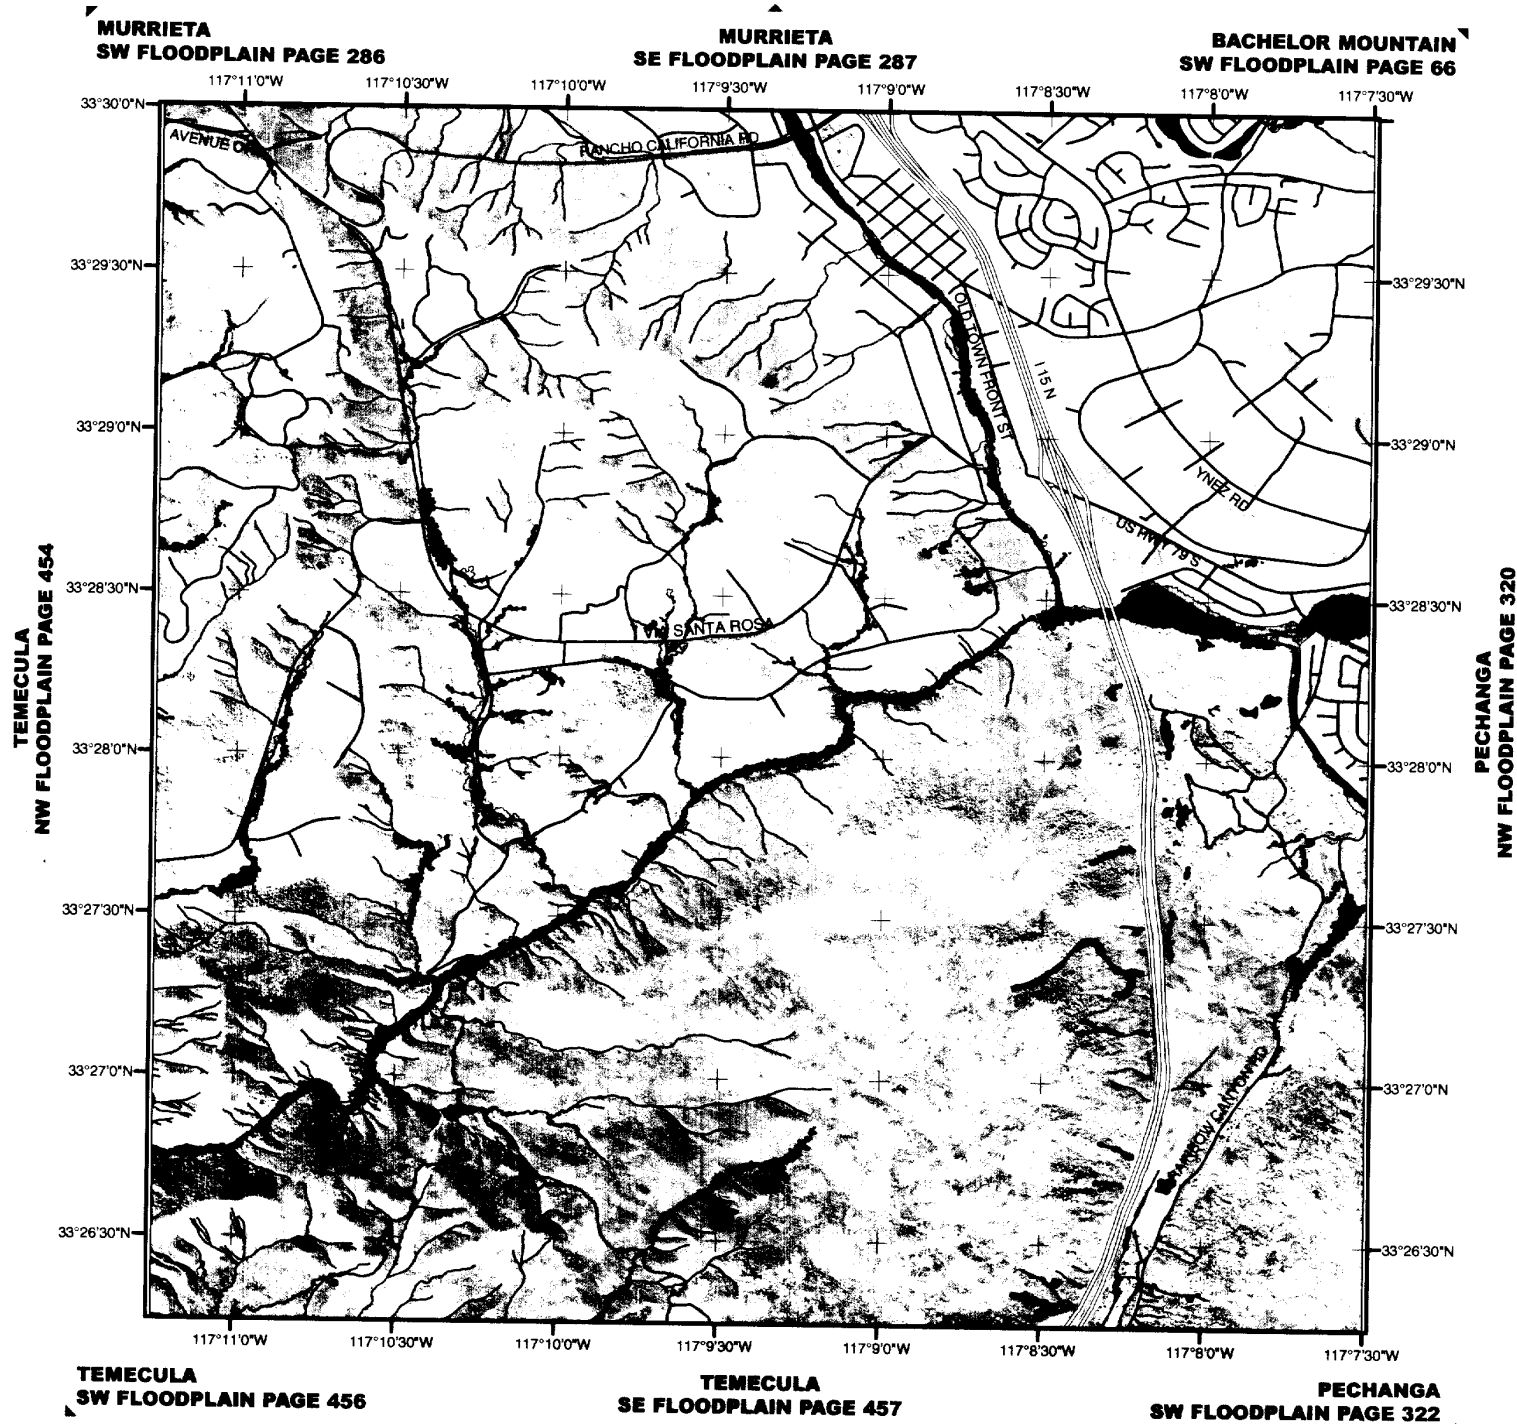 MURRIETA
SW FLOODPLAIN PAGE 286
MURRIETA
SE FLOODPLAIN PAGE 287
BACHELOR MOUNTAIN
SW FLOODPLAIN PAGE 66
117°11'0"W
117°10'30"W
117°10'0"W
117°9'30"W
117°9'0"W
117°8'30"W
117°8'0"W
117°7'30"W
33°30'0"N
33°29'30"N
33°29'0"N
33°28'30"N
33°28'0"N
33°27'30"N
33°27'0"N
33°26'30"N
TEMECULA
NW FLOODPLAIN PAGE 454
AVENUE
RANCHO CALIFORNIA RD
OLD TOWN FRONT ST
I 15 N
YNEZ RD
US HWY 79 S
VIA SANTA ROSA
RAINBOW CANYON RD
33°29'30"N
33°29'0"N
33°28'30"N
33°28'0"N
33°27'30"N
33°27'0"N
33°26'30"N
PECHANGA
NW FLOODPLAIN PAGE 320
117°11'0"W
117°10'30"W
117°10'0"W
117°9'30"W
117°9'0"W
117°8'30"W
117°8'0"W
117°7'30"W
TEMECULA
SW FLOODPLAIN PAGE 456
TEMECULA
SE FLOODPLAIN PAGE 457
PECHANGA
SW FLOODPLAIN PAGE 322